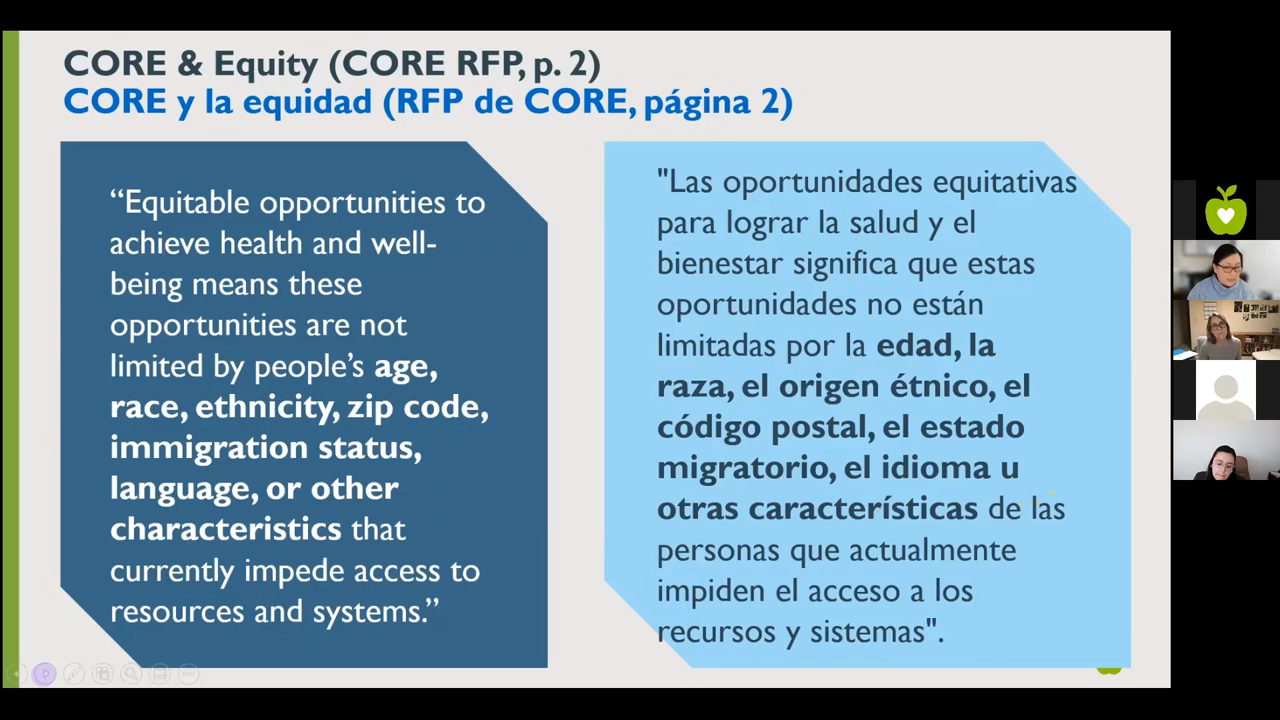 CORE & Equity (CORE RFP, p. 2)
CORE y la equidad (RFP de CORE, página 2)
“Equitable opportunities to
achieve health and well-
being means these
opportunities are not
limited by people’s age,
race, ethnicity, zip code,
immigration status,
language, or other
characteristics that
currently impede access to
resources and systems.”
"Las oportunidades equitativas
para lograr la salud y el
bienestar significa que estas
oportunidades no están
limitadas por la edad, la
raza, el origen étnico, el
código postal, el estado
migratorio, el idioma u
otras características de las
personas que actualmente
impiden el acceso a los
recursos y sistemas".